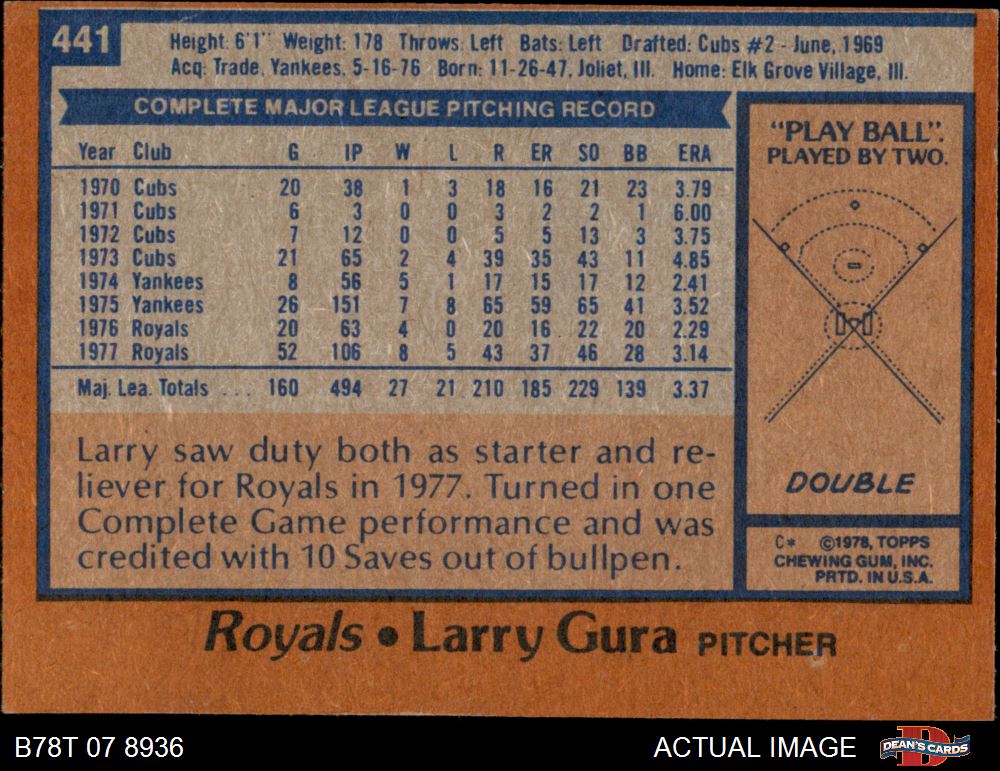 441
Height: 6'1" Weight: 178 Throws: Left Bats: Left Drafted: Cubs #2 - June, 1969
Acq: Trade, Yankees, 5-16-76 Born: 11-26-47, Joliet, Ill. Home: Elk Grove Village, Ill.
COMPLETE MAJOR LEAGUE PITCHING RECORD
Year Club G IP W L R ER SO BB ERA
1970 Cubs 20 38 1 3 18 16 21 23 3.79
1971 Cubs 6 3 0 0 3 2 2 1 6.00
1972 Cubs 7 12 0 0 5 5 13 3 3.75
1973 Cubs 21 65 2 4 39 35 43 11 4.85
1974 Yankees 8 56 5 1 17 15 17 12 2.41
1975 Yankees 26 151 7 8 65 59 65 41 3.52
1976 Royals 20 63 4 0 20 16 22 20 2.29
1977 Royals 52 106 8 5 43 37 46 28 3.14
Maj. Lea. Totals ... 160 494 27 21 210 185 229 139 3.37
Larry saw duty both as starter and re-
liever for Royals in 1977. Turned in one
Complete Game performance and was
credited with 10 Saves out of bullpen.
"PLAY BALL".
PLAYED BY TWO.
DOUBLE
C* ©1978, TOPPS
CHEWING GUM, INC.
PRTD. IN U.S.A.
Royals • Larry Gura PITCHER
B78T 07 8936
ACTUAL IMAGE
DEAN'S CARDS